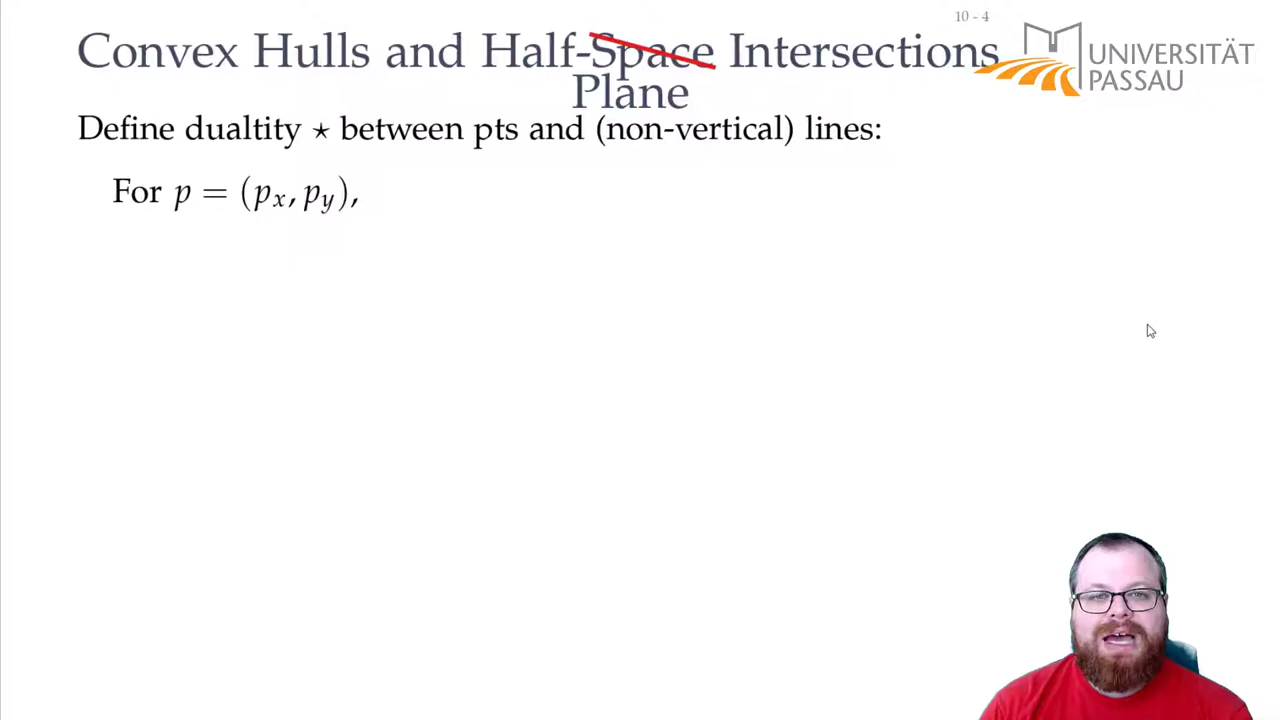 10 - 4
Convex Hulls and Half-Space Intersections
Plane
UNIVERSITÄT
PASSAU
Define dualtity ⋆ between pts and (non-vertical) lines:
For p = (pₓ, p_y),